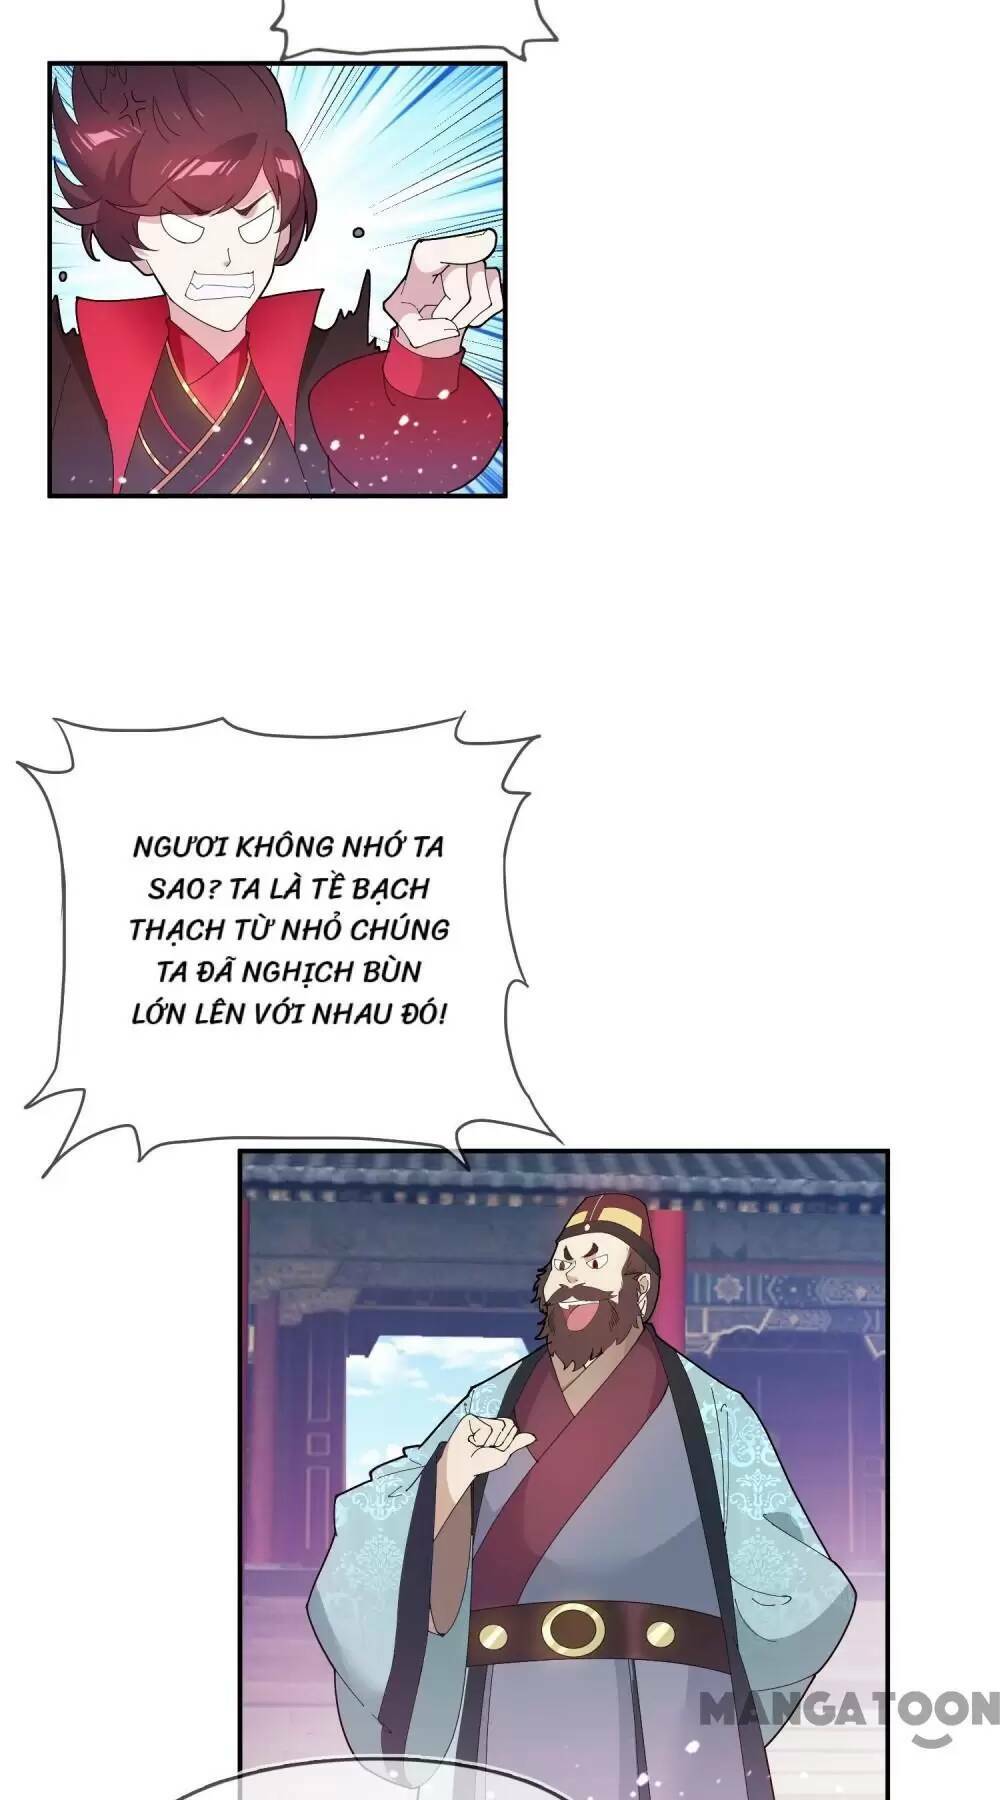 NGƯƠI KHÔNG NHỚ TA
SAO? TA LÀ TỀ BẠCH
THẠCH TỪ NHỎ CHÚNG
TA ĐÃ NGHỊCH BÙN
LỚN LÊN VỚI NHAU ĐÓ!
MANGATOON